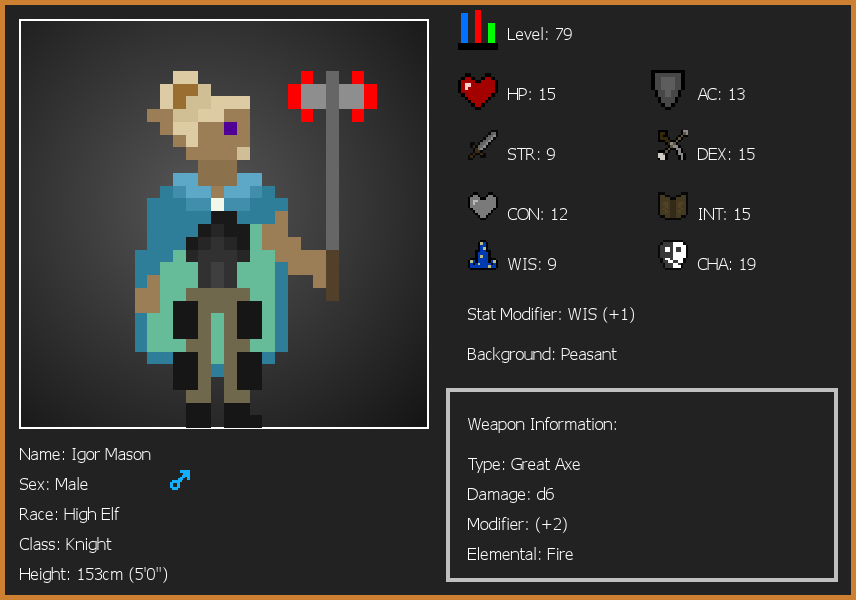 Level: 79
HP: 15
AC: 13
STR: 9
DEX: 15
CON: 12
INT: 15
WIS: 9
CHA: 19
Stat Modifier: WIS (+1)
Background: Peasant
Weapon Information:
Type: Great Axe
Damage: d6
Modifier: (+2)
Elemental: Fire
Name: Igor Mason
Sex: Male
Race: High Elf
Class: Knight
Height: 153cm (5'0")